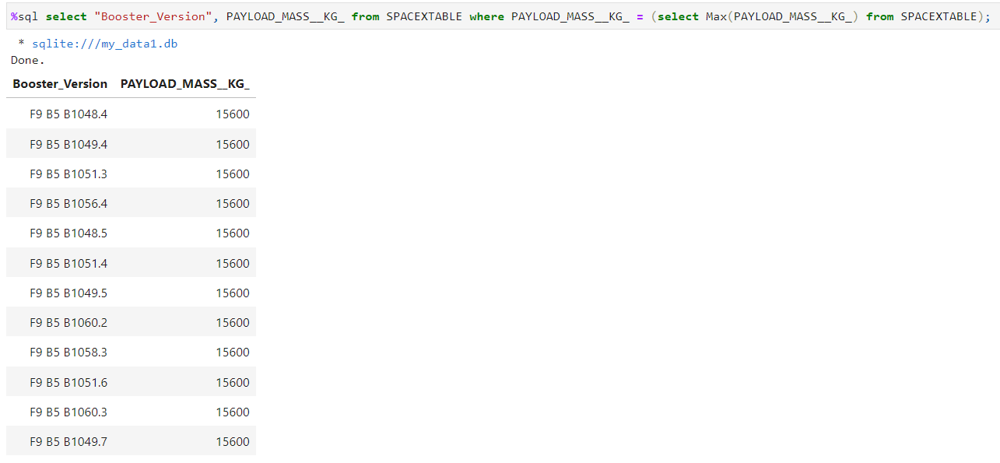 %sql select "Booster_Version", PAYLOAD_MASS__KG_ from SPACEXTABLE where PAYLOAD_MASS__KG_ = (select Max(PAYLOAD_MASS__KG_) from SPACEXTABLE);
* sqlite:///my_data1.db
Done.
Booster_Version PAYLOAD_MASS__KG_
F9 B5 B1048.4 15600
F9 B5 B1049.4 15600
F9 B5 B1051.3 15600
F9 B5 B1056.4 15600
F9 B5 B1048.5 15600
F9 B5 B1051.4 15600
F9 B5 B1049.5 15600
F9 B5 B1060.2 15600
F9 B5 B1058.3 15600
F9 B5 B1051.6 15600
F9 B5 B1060.3 15600
F9 B5 B1049.7 15600